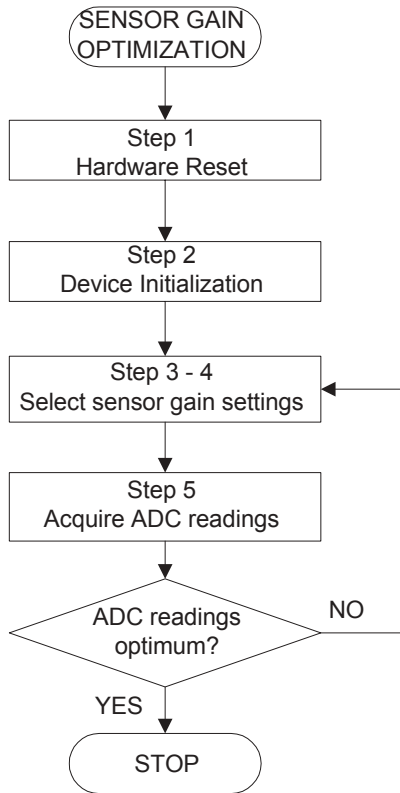 SENSOR GAIN
OPTIMIZATION
Step 1
Hardware Reset
Step 2
Device Initialization
Step 3 - 4
Select sensor gain settings
Step 5
Acquire ADC readings
ADC readings
optimum?
NO
YES
STOP